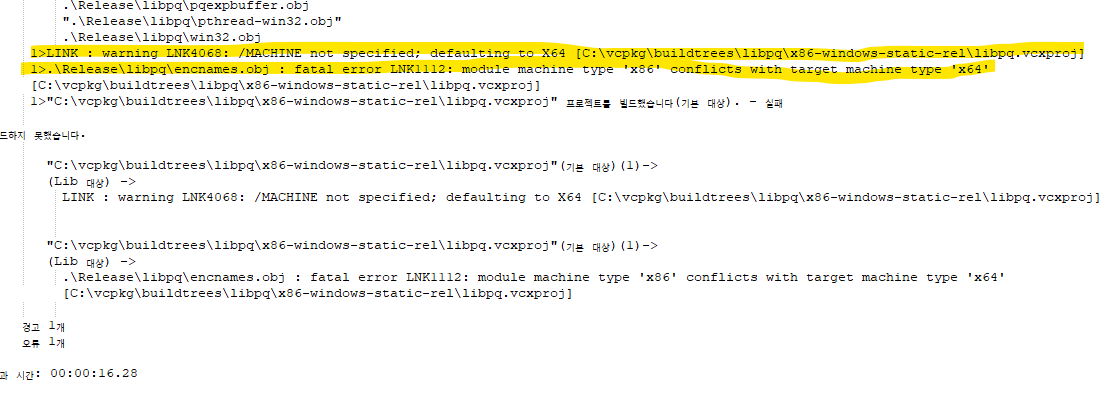 .\Release\libpq\pqexpbuffer.obj
".\Release\libpq\pthread-win32.obj"
.\Release\libpq\win32.obj
1>LINK : warning LNK4068: /MACHINE not specified; defaulting to X64 [C:\vcpkg\buildtrees\libpq\x86-windows-static-rel\libpq.vcxproj]
1>.\Release\libpq\encnames.obj : fatal error LNK1112: module machine type 'x86' conflicts with target machine type 'x64'
[C:\vcpkg\buildtrees\libpq\x86-windows-static-rel\libpq.vcxproj]
1>"C:\vcpkg\buildtrees\libpq\x86-windows-static-rel\libpq.vcxproj" 프로젝트를 빌드했습니다(기본 대상). - 실패
드하지 못했습니다.
"C:\vcpkg\buildtrees\libpq\x86-windows-static-rel\libpq.vcxproj"(기본 대상)(1)->
(Lib 대상) ->
LINK : warning LNK4068: /MACHINE not specified; defaulting to X64 [C:\vcpkg\buildtrees\libpq\x86-windows-static-rel\libpq.vcxproj]
"C:\vcpkg\buildtrees\libpq\x86-windows-static-rel\libpq.vcxproj"(기본 대상)(1)->
(Lib 대상) ->
.\Release\libpq\encnames.obj : fatal error LNK1112: module machine type 'x86' conflicts with target machine type 'x64'
[C:\vcpkg\buildtrees\libpq\x86-windows-static-rel\libpq.vcxproj]
경고 1개
오류 1개
과 시간: 00:00:16.28